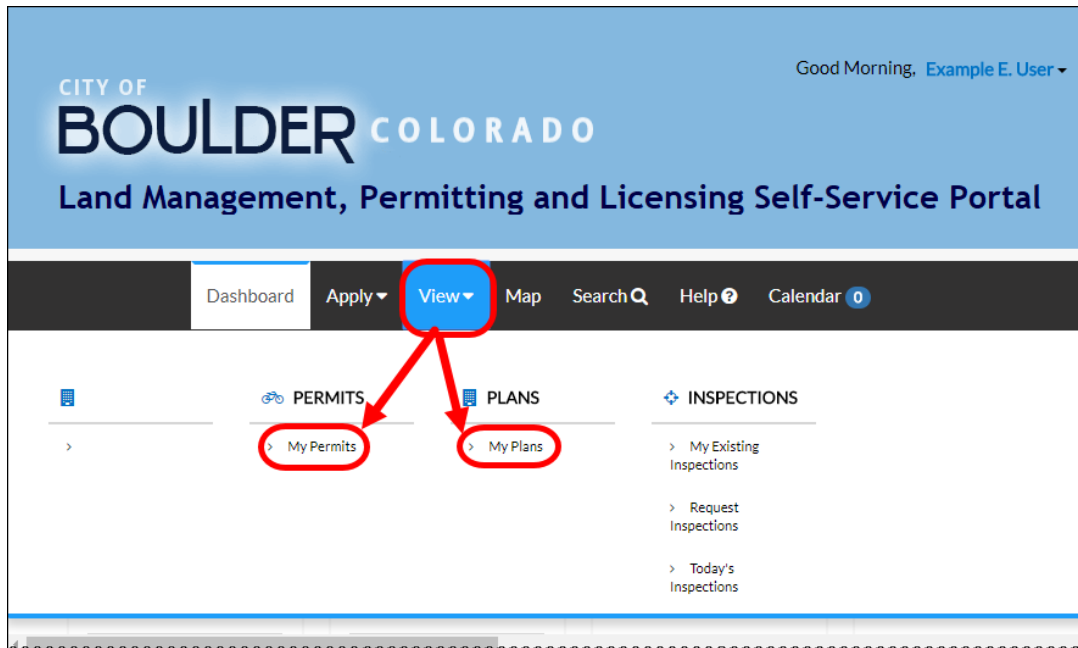 Good Morning, Example E. User
CITY OF
BOULDER COLORADO
Land Management, Permitting and Licensing Self-Service Portal
Dashboard Apply View Map Search Help Calendar 0
PERMITS PLANS INSPECTIONS
> > My Permits > My Plans > My Existing
Inspections
> Request
Inspections
> Today's
Inspections